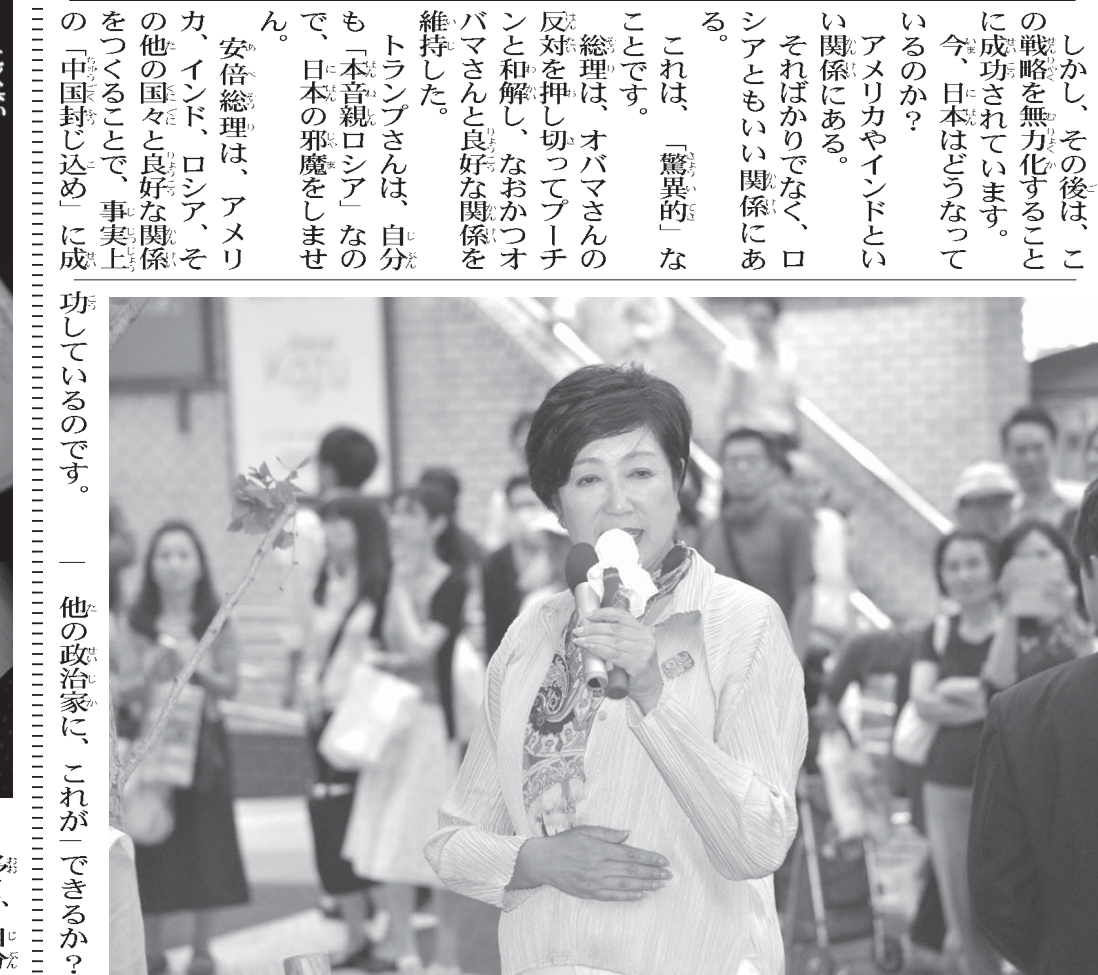 しかし、その後は、こ
の戦略を無力化すること
に成功されています。
今、日本はどうなって
いるのか?
アメリカやインドとい
い関係にある。
そればかりでなく、ロ
シアともいい関係にあ
る。
これは、「驚異的」な
ことです。
総理は、オバマさんの
反対を押し切ってプーチ
ンと和解し、なおかつオ
バマさんと良好な関係を
維持した。
トランプさんは、自分
も「本音親ロシア」なの
で、日本の邪魔をしませ
ん。
安倍総理は、アメリ
カ、インド、ロシア、そ
の他の国々と良好な関係
をつくることで、事実上
の「中国封じ込め」に成
功しているのです。
― 他の政治家に、これが」できるか?